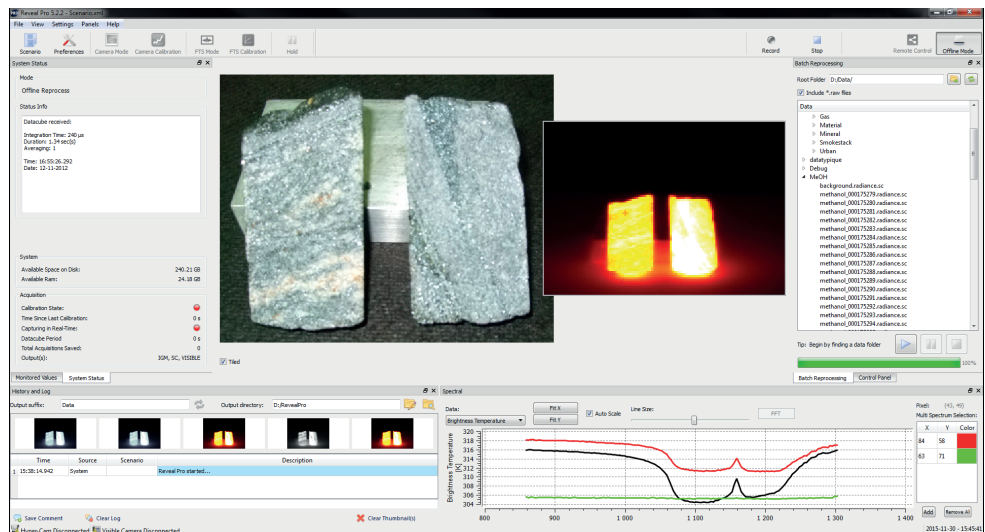 Reveal Pro 5.2.2 - Scenario.xml
File View Settings Panels Help
Scenario Preferences Camera Mode Camera Calibration FTS Mode FTS Calibration Hold Record Stop Remote Control Offline Mode
System Status
Mode
Offline Reprocess
Status Info
Datacube received:
Integration Time: 240 µs
Duration: 1.34 sec(s)
Averaging: 1
Time: 16:55:26.292
Date: 12-11-2012
System
Available Space on Disk: 240.21 GB
Available Ram: 24.18 GB
Acquisition
Calibration State:
Time Since Last Calibration: 0 s
Capturing in Real-Time:
Datacube Period 0 s
Total Acquisitions Saved: 0
Output(s): IGM, SC, VISIBLE
Monitored Values System Status
Tiled
Batch Reprocessing
Root Folder D:/Data/
Include *.raw files
Data
Gas
Material
Mineral
Smokestack
Urban
datatypique
Debug
MeOH
background.radiance.sc
methanol_000175279.radiance.sc
methanol_000175280.radiance.sc
methanol_000175281.radiance.sc
methanol_000175282.radiance.sc
methanol_000175283.radiance.sc
methanol_000175284.radiance.sc
methanol_000175285.radiance.sc
methanol_000175286.radiance.sc
methanol_000175287.radiance.sc
methanol_000175288.radiance.sc
methanol_000175289.radiance.sc
methanol_000175290.radiance.sc
methanol_000175291.radiance.sc
methanol_000175292.radiance.sc
methanol_000175293.radiance.sc
methanol_000175294.radiance.sc
Tip: Begin by finding a data folder
100%
Batch Reprocessing Control Panel
History and Log
Output suffix: Data Output directory: D:/RevealPro
Time Source Scenario Description
1 15:38:14.942 System Reveal Pro started...
Save Comment Clear Log Clear Thumbnail(s)
Hyper-Cam Disconnected Visible Camera Disconnected
Spectral
Data: Fit X Auto Scale Line Size: FFT
Brightness Temperature Fit Y
Brightness Temperature
[K]
320
318
316
314
312
310
308
306
304
800 900 1 000 1 100 1 200 1 300 1 400
Pixel: (43, 49)
Multi Spectrum Selection:
X Y Color
84 58
63 71
Add Remove All
2015-11-30 - 15:45:41